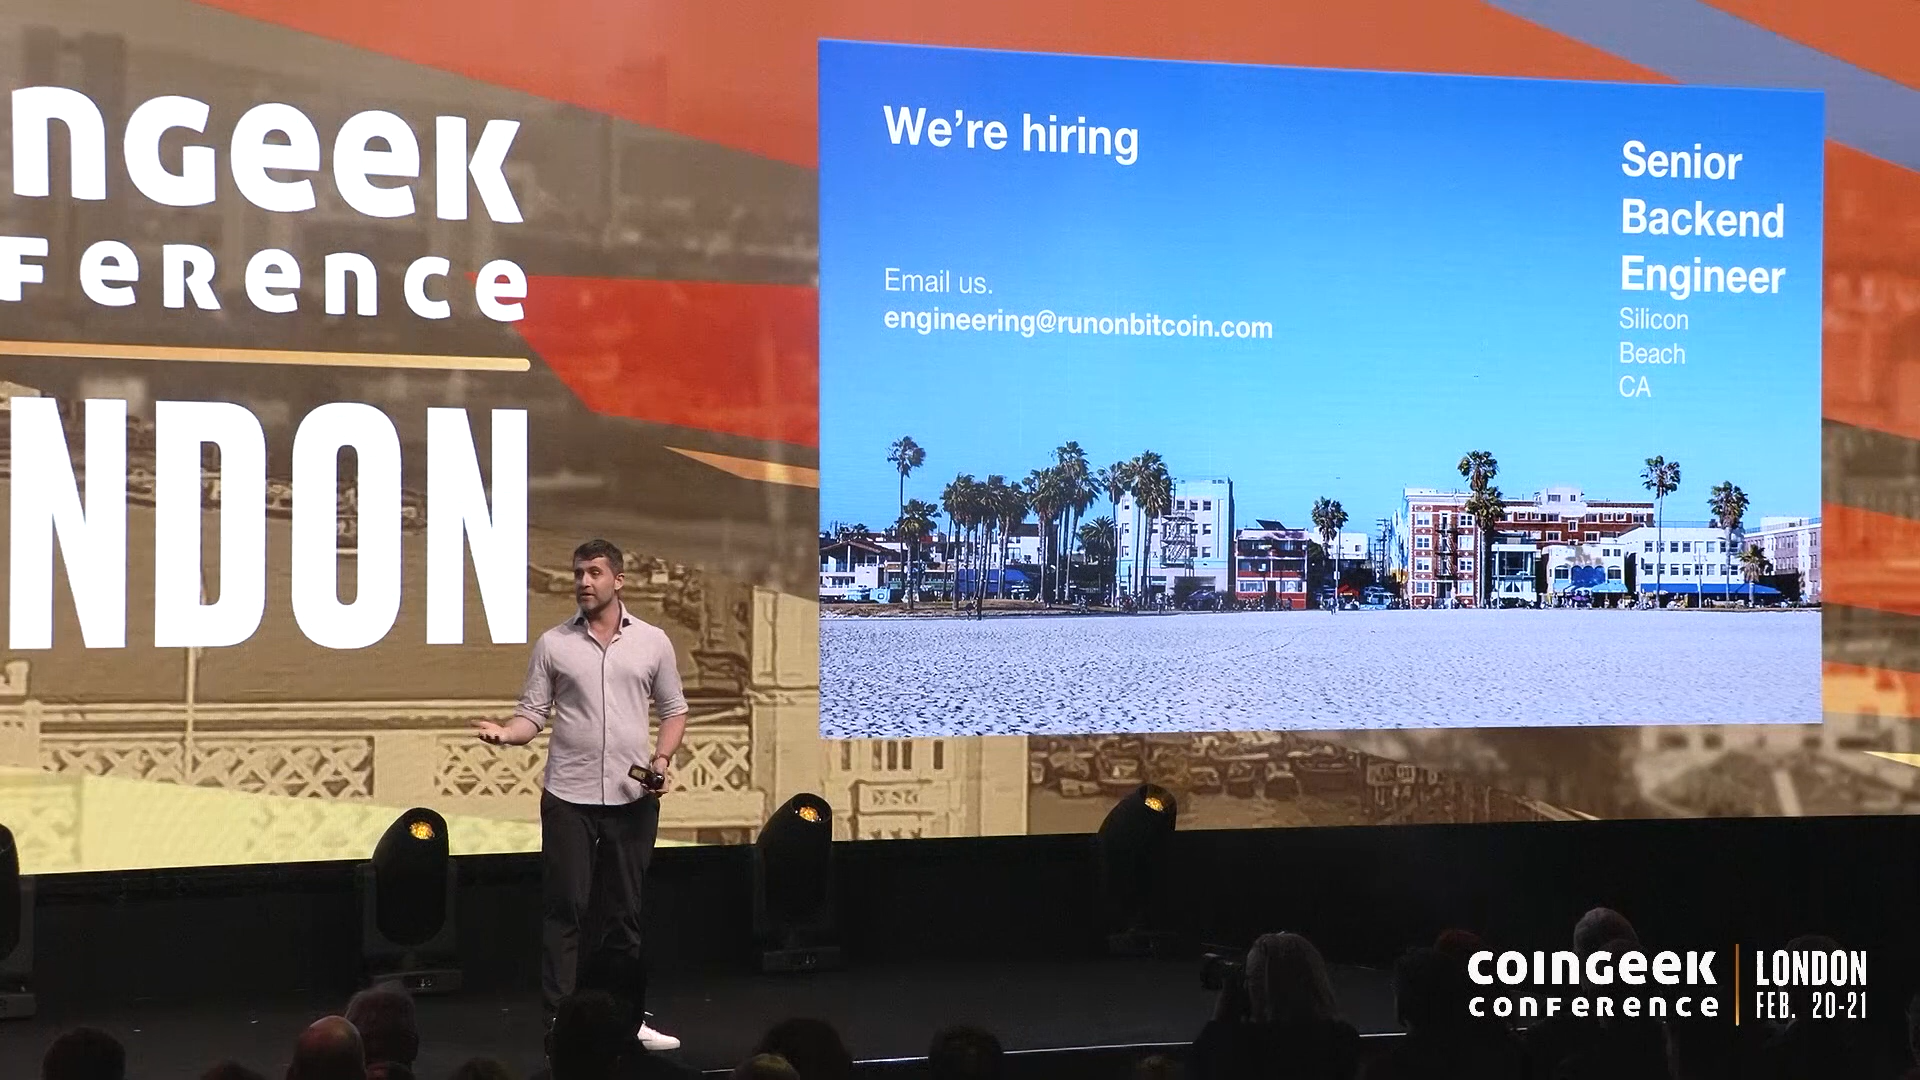 ngeek
ference
NDON
We're hiring
Email us.
engineering@runonbitcoin.com
Senior
Backend
Engineer
Silicon
Beach
CA
coingeek
conference
LONDON
FEB. 20-21